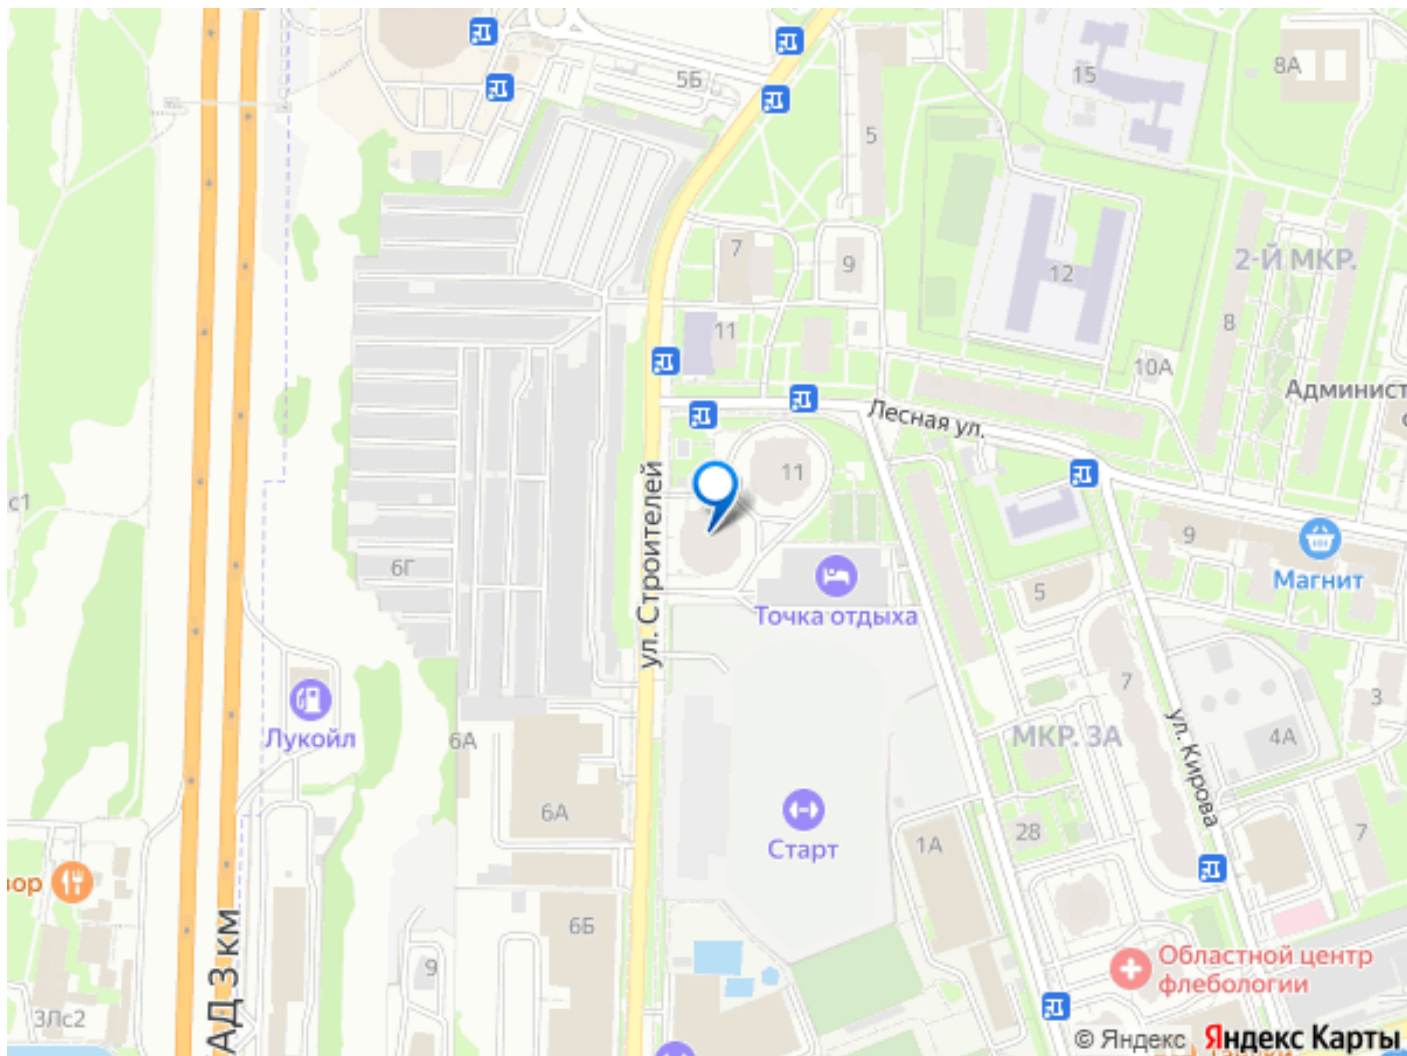 5Б
8А
15
5
7
9
12
2-Й МКР.
11
8
10А
Админист
Лесная ул.
с1
11
ул. Строителей
9
Магнит
6Г
5
Точка отдыха
7
3
Лукойл
6А
МКР. 3А
ул. Кирова
4А
6А
Старт
1А
28
7
зор
6Б
АД 3 км
9
Областной центр
флебологии
3Лс2
© Яндекс Яндекс Карты